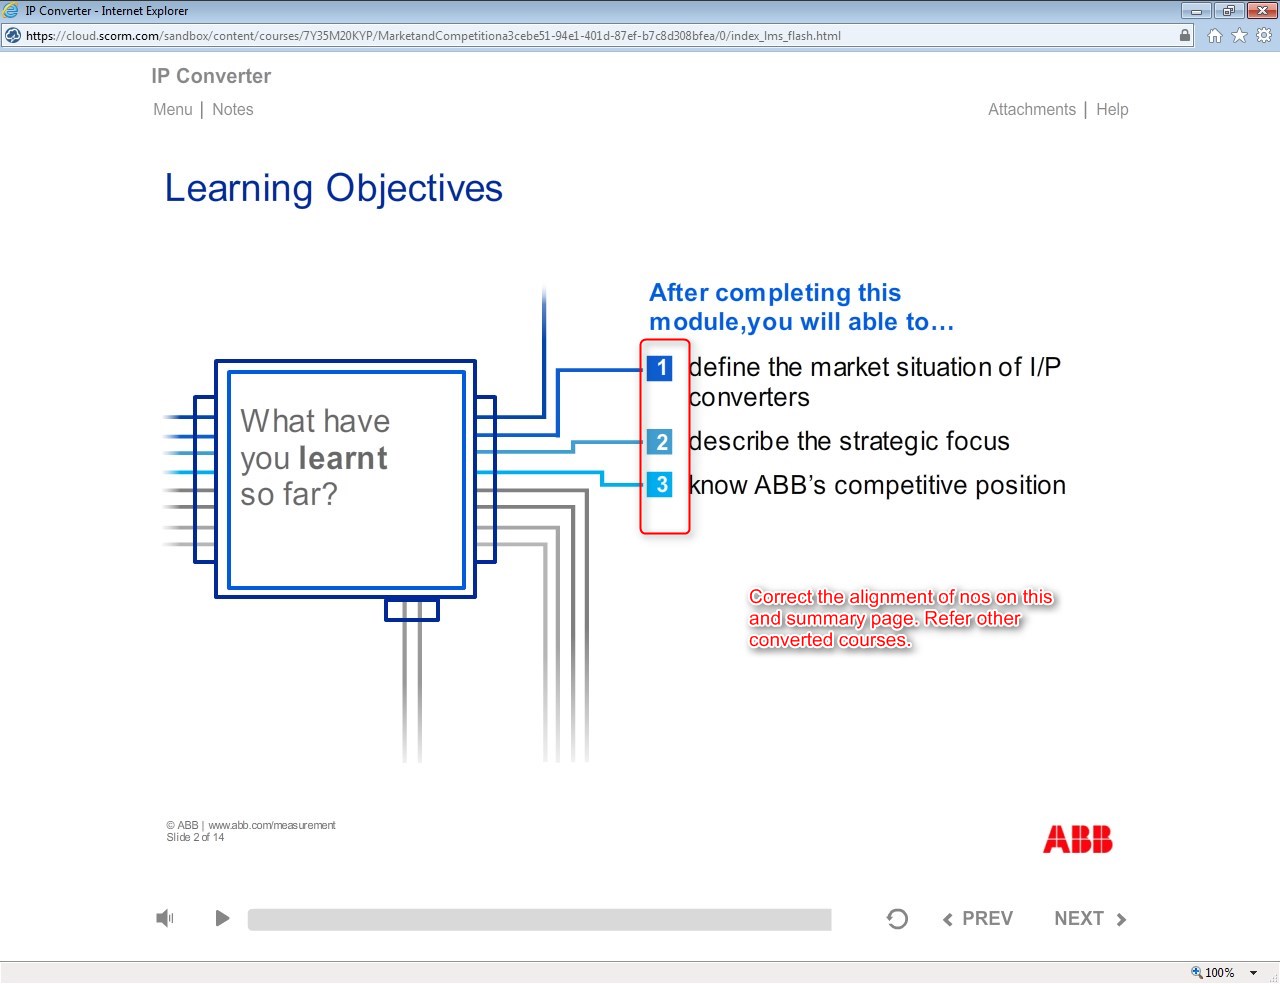 IP Converter - Internet Explorer
https://cloud.scorm.com/sandbox/content/courses/7Y35M20KYP/MarketandCompetitiona3cebe51-94e1-401d-87ef-b7c8d308bfea/0/index_lms_flash.html
IP Converter
Menu | Notes
Attachments | Help
Learning Objectives
After completing this
module,you will able to…
1 define the market situation of I/P
converters
2 describe the strategic focus
3 know ABB’s competitive position
What have
you learnt
so far?
Correct the alignment of nos on this
and summary page. Refer other
converted courses.
© ABB | www.abb.com/measurement
Slide 2 of 14
ABB
PREV NEXT
100%